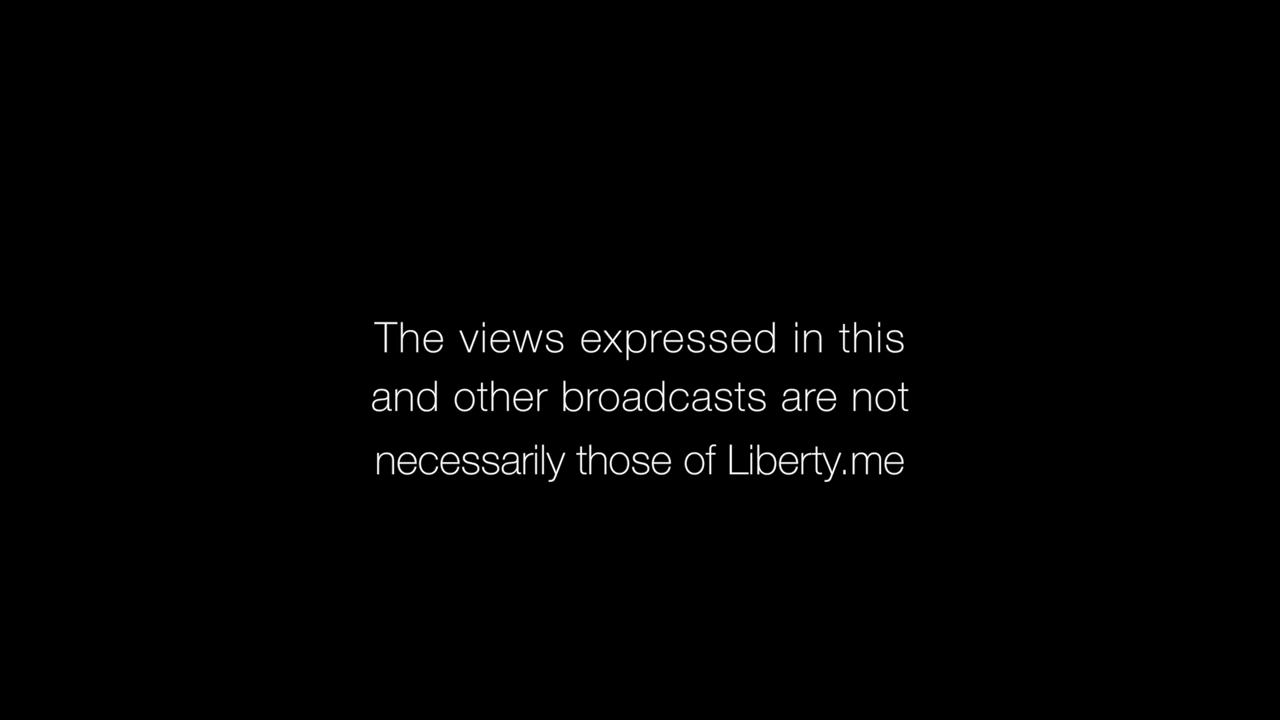 The views expressed in this
and other broadcasts are not
necessarily those of Liberty.me